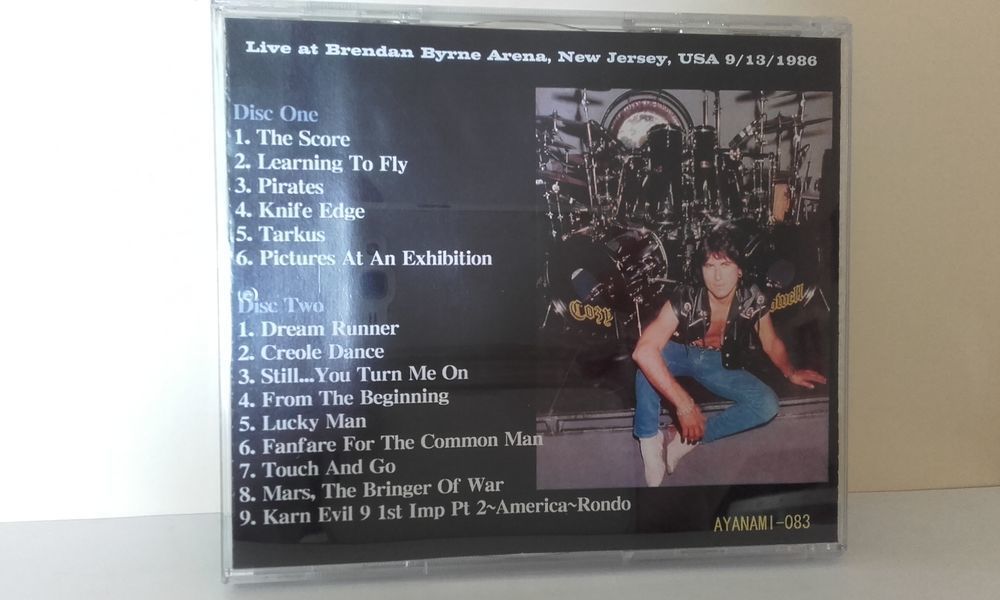 Live at Brendan Byrne Arena, New Jersey, USA 9/13/1986
Disc One
1. The Score
2. Learning To Fly
3. Pirates
4. Knife Edge
5. Tarkus
6. Pictures At An Exhibition
Disc Two
1. Dream Runner
2. Creole Dance
3. Still...You Turn Me On
4. From The Beginning
5. Lucky Man
6. Fanfare For The Common Man
7. Touch And Go
8. Mars, The Bringer Of War
9. Karn Evil 9 1st Imp Pt 2~America~Rondo
Cozy
AYANAMI-083